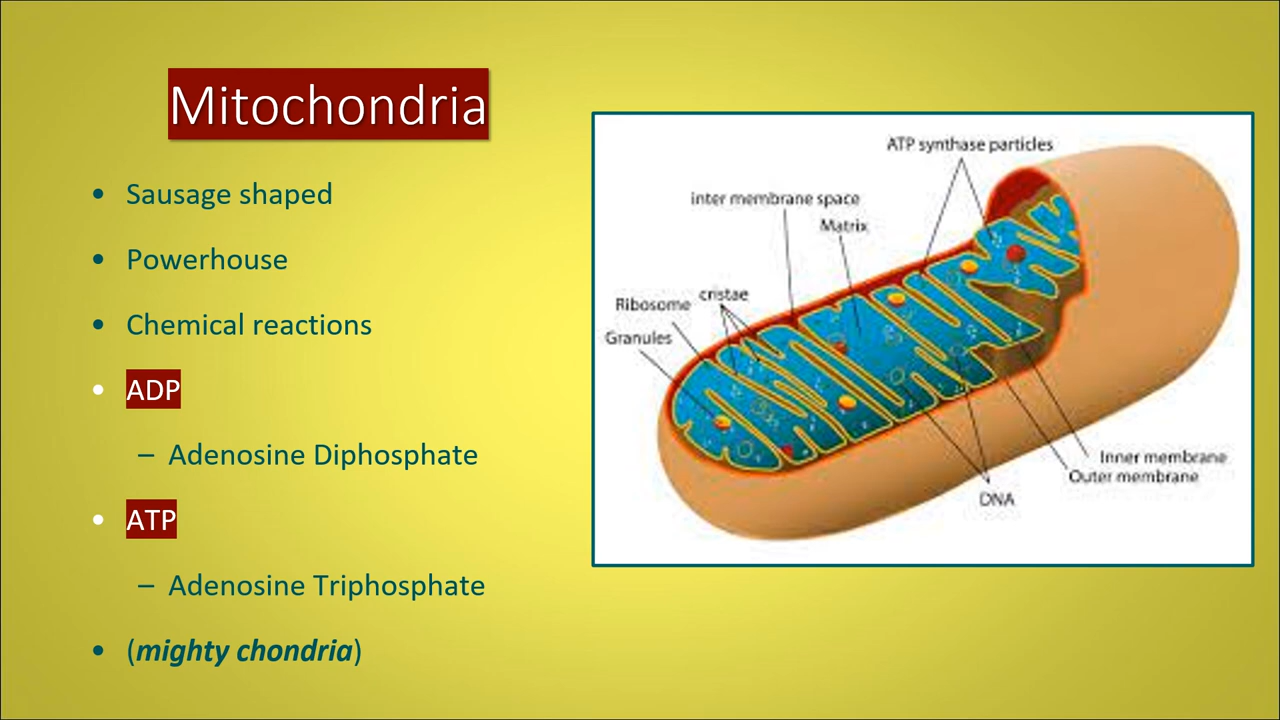 Mitochondria
• Sausage shaped
• Powerhouse
• Chemical reactions
• ADP
– Adenosine Diphosphate
• ATP
– Adenosine Triphosphate
• (mighty chondria)
ATP synthase particles
inter membrane space
Matrix
cristae
Ribosome
Granules
Inner membrane
Outer membrane
DNA